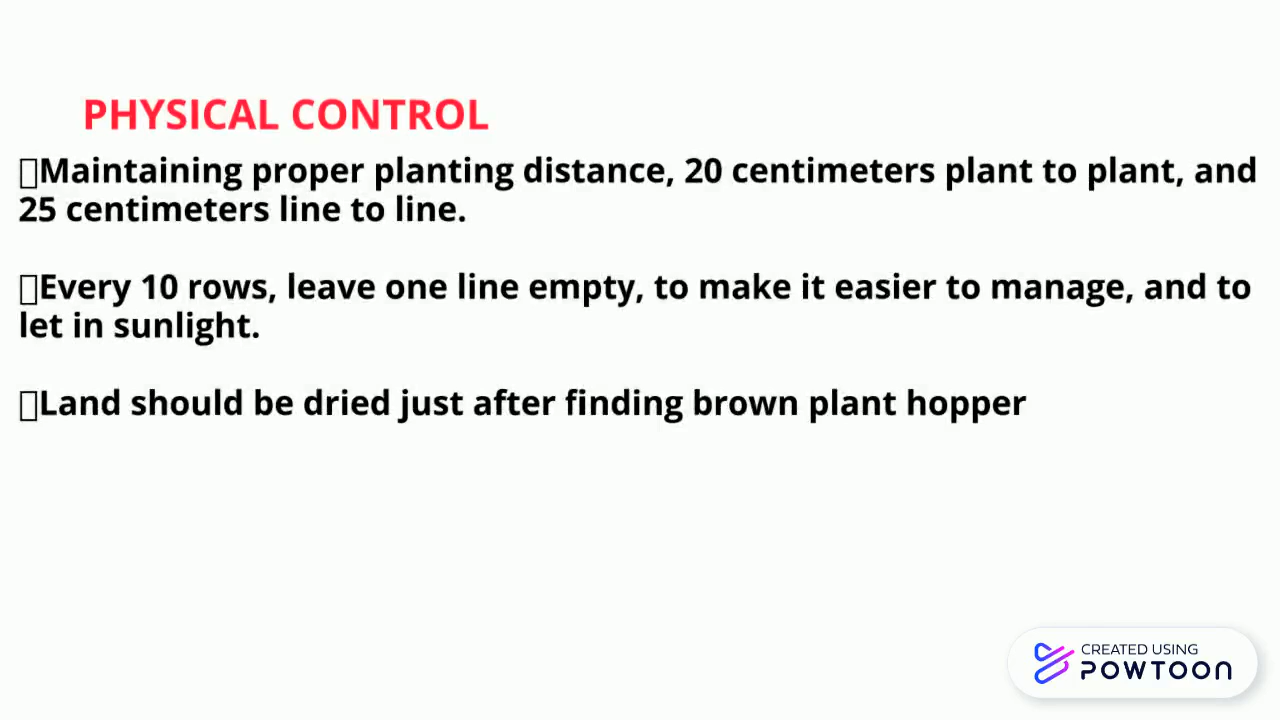 PHYSICAL CONTROL
▯Maintaining proper planting distance, 20 centimeters plant to plant, and
25 centimeters line to line.
▯Every 10 rows, leave one line empty, to make it easier to manage, and to
let in sunlight.
▯Land should be dried just after finding brown plant hopper
CREATED USING
POWTOON